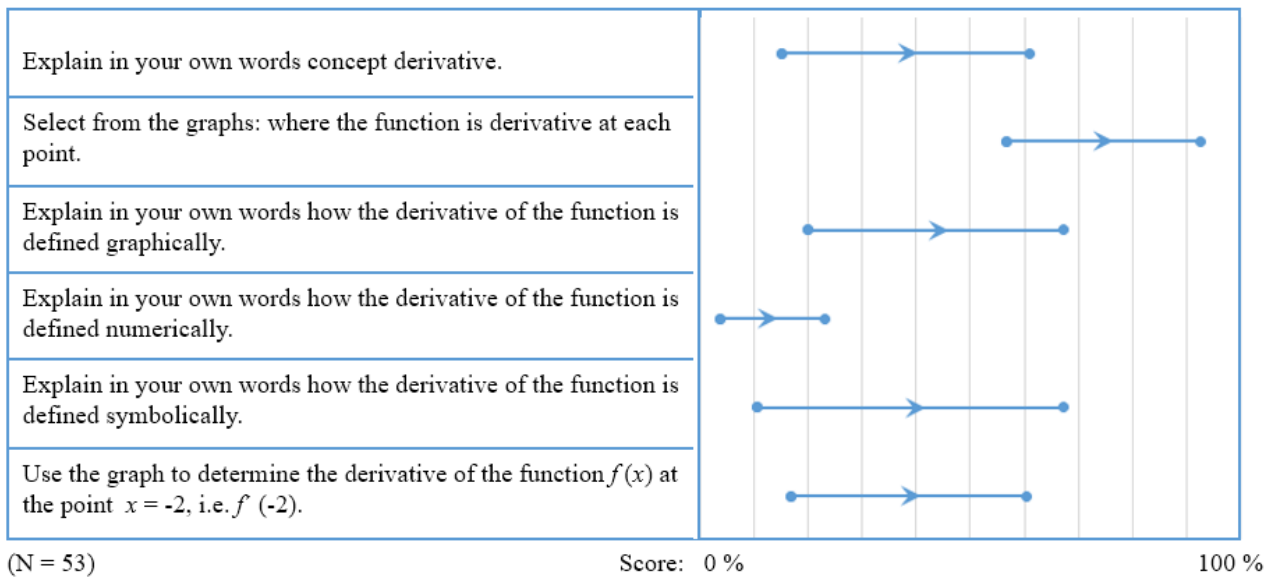 Explain in your own words concept derivative.
Select from the graphs: where the function is derivative at each
point.
Explain in your own words how the derivative of the function is
defined graphically.
Explain in your own words how the derivative of the function is
defined numerically.
Explain in your own words how the derivative of the function is
defined symbolically.
Use the graph to determine the derivative of the function f (x) at
the point x = -2, i.e. f′ (-2).
(N = 53) Score: 0 % 100 %